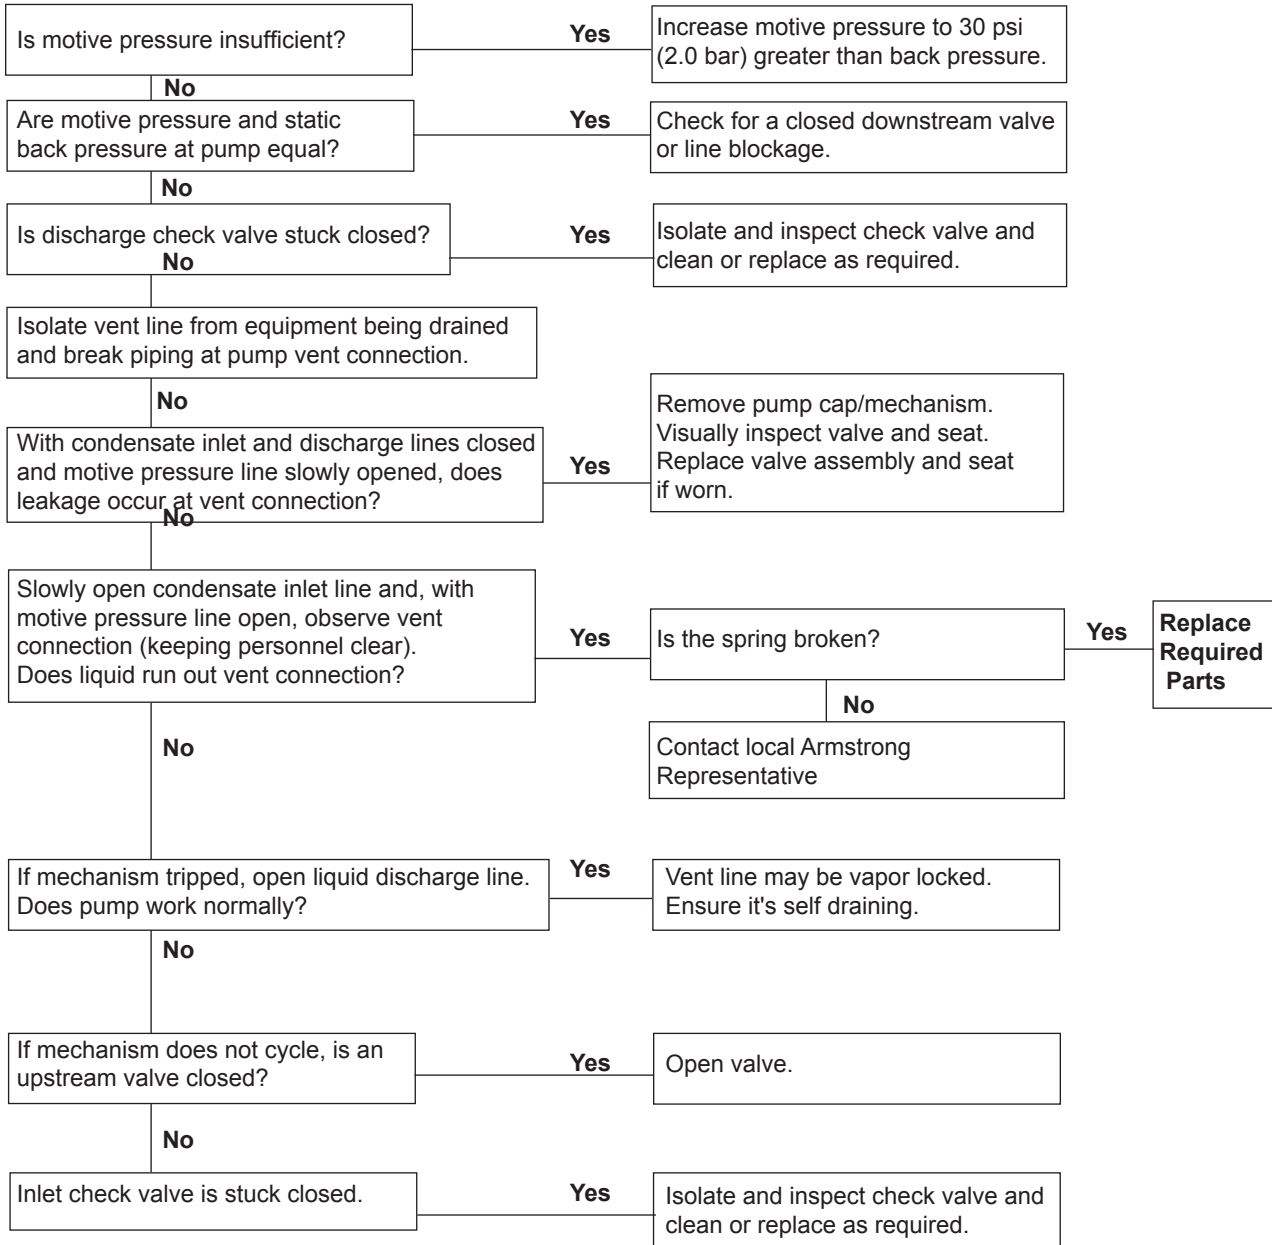 Is motive pressure insufficient?
Yes
Increase motive pressure to 30 psi
(2.0 bar) greater than back pressure.
No
Are motive pressure and static
back pressure at pump equal?
Yes
Check for a closed downstream valve
or line blockage.
No
Is discharge check valve stuck closed?
Yes
Isolate and inspect check valve and
clean or replace as required.
No
Isolate vent line from equipment being drained
and break piping at pump vent connection.
No
With condensate inlet and discharge lines closed
and motive pressure line slowly opened, does
leakage occur at vent connection?
Yes
Remove pump cap/mechanism.
Visually inspect valve and seat.
Replace valve assembly and seat
if worn.
No
Slowly open condensate inlet line and, with
motive pressure line open, observe vent
connection (keeping personnel clear).
Does liquid run out vent connection?
Yes
Is the spring broken?
Yes
Replace
Required
Parts
No
Contact local Armstrong
Representative
No
If mechanism tripped, open liquid discharge line.
Does pump work normally?
Yes
Vent line may be vapor locked.
Ensure it's self draining.
No
If mechanism does not cycle, is an
upstream valve closed?
Yes
Open valve.
No
Inlet check valve is stuck closed.
Yes
Isolate and inspect check valve and
clean or replace as required.